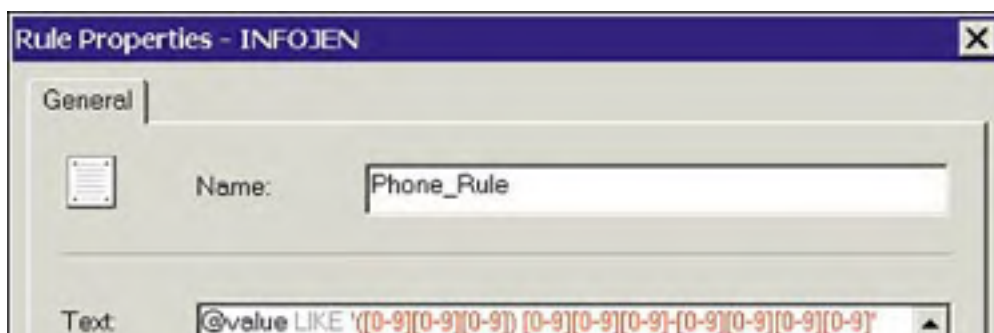 Rule Properties - INFOJEN
General
Name: Phone_Rule
Text @value LIKE '([0-9][0-9][0-9]) [0-9][0-9][0-9]-[0-9][0-9][0-9][0-9]'